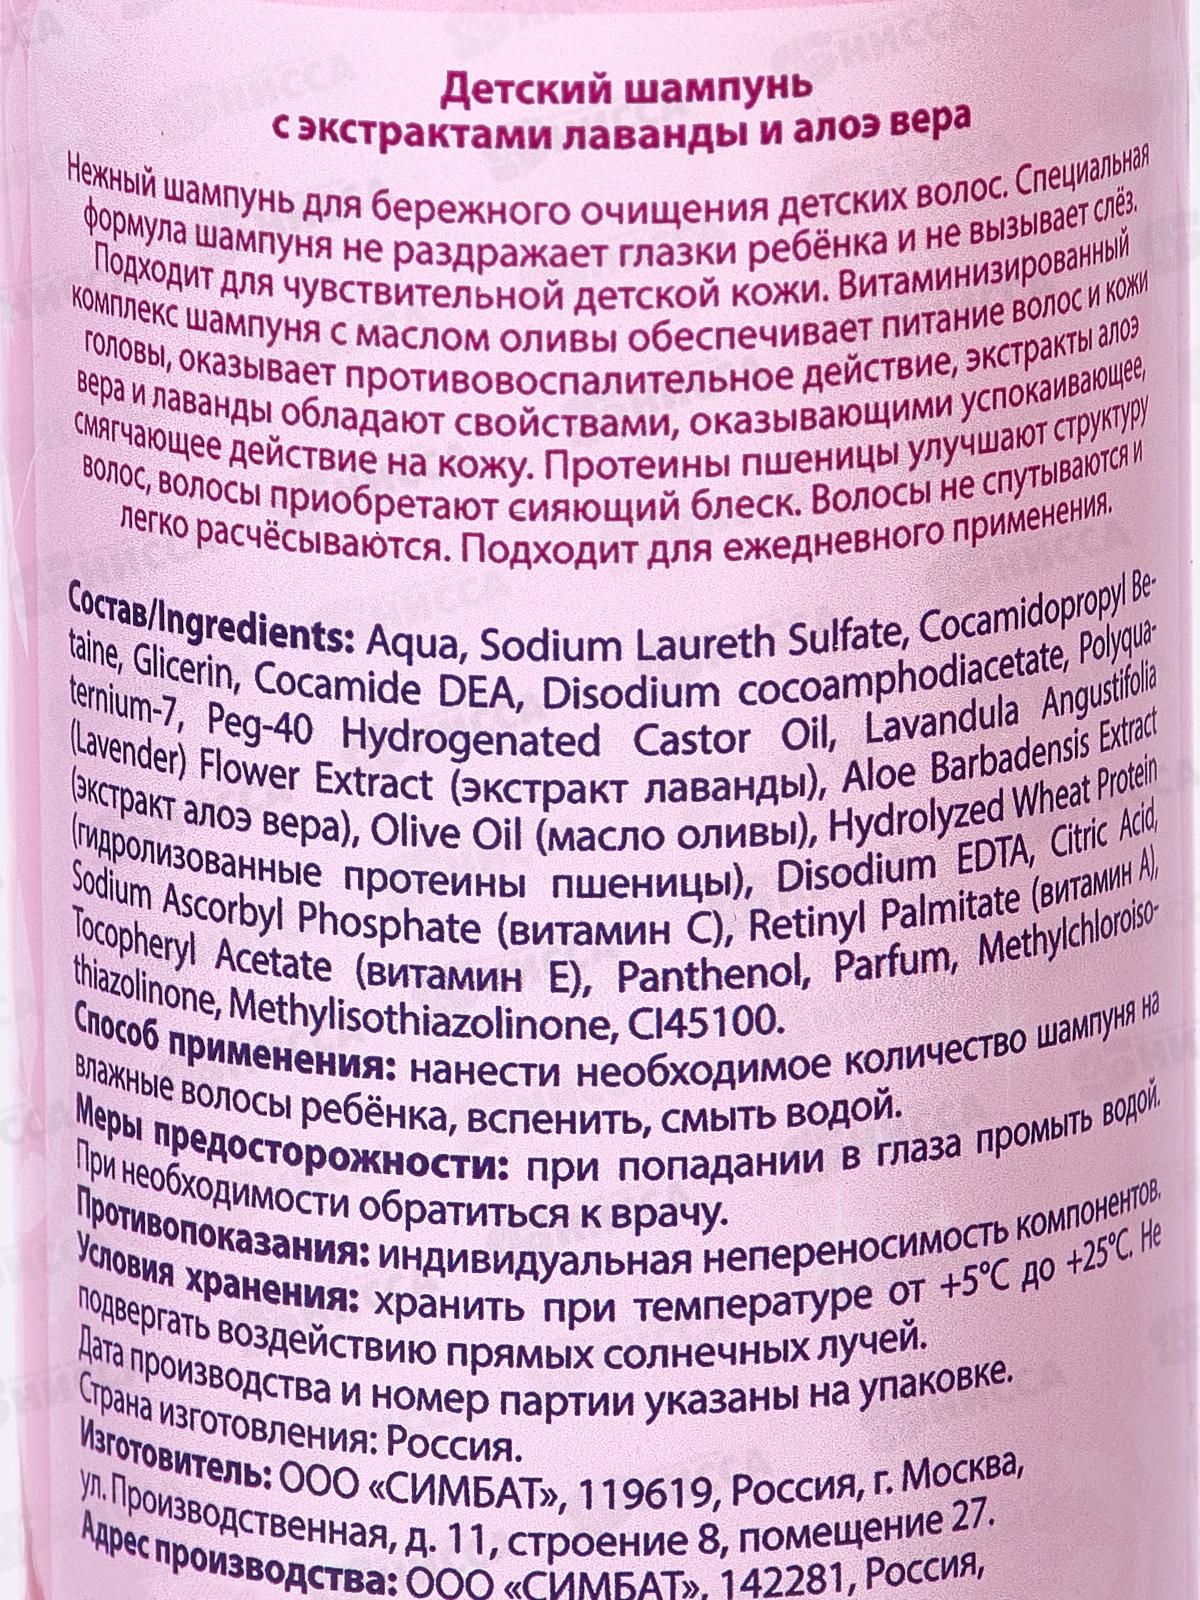 Детский шампунь
с экстрактами лаванды и алоэ вера
Нежный шампунь для бережного очищения детских волос. Специальная
формула шампуня не раздражает глазки ребёнка и не вызывает слёз.
Подходит для чувствительной детской кожи. Витаминизированный
комплекс шампуня с маслом оливы обеспечивает питание волос и кожи
головы, оказывает противовоспалительное действие, экстракты алоэ
вера и лаванды обладают свойствами, оказывающими успокаивающее,
смягчающее действие на кожу. Протеины пшеницы улучшают структуру
волос, волосы приобретают сияющий блеск. Волосы не спутываются и
легко расчёсываются. Подходит для ежедневного применения.
Состав/Ingredients: Aqua, Sodium Laureth Sulfate, Cocamidopropyl Be-
taine, Glicerin, Cocamide DEA, Disodium cocoamphodiacetate, Polyqua-
ternium-7, Peg-40 Hydrogenated Castor Oil, Lavandula Angustifolia
(Lavender) Flower Extract (экстракт лаванды), Aloe Barbadensis Extract
(экстракт алоэ вера), Olive Oil (масло оливы), Hydrolyzed Wheat Protein
(гидролизованные протеины пшеницы), Disodium EDTA, Citric Acid,
Sodium Ascorbyl Phosphate (витамин С), Retinyl Palmitate (витамин А),
Tocopheryl Acetate (витамин Е), Panthenol, Parfum, Methylchloroiso-
thiazolinone, Methylisothiazolinone, CI45100.
Способ применения: нанести необходимое количество шампуня на
влажные волосы ребёнка, вспенить, смыть водой.
Меры предосторожности: при попадании в глаза промыть водой.
При необходимости обратиться к врачу.
Противопоказания: индивидуальная непереносимость компонентов.
Условия хранения: хранить при температуре от +5°С до +25°С. Не
подвергать воздействию прямых солнечных лучей.
Дата производства и номер партии указаны на упаковке.
Страна изготовления: Россия.
Изготовитель: ООО «СИМБАТ», 119619, Россия, г. Москва,
ул. Производственная, д. 11, строение 8, помещение 27.
Адрес производства: ООО «СИМБАТ», 142281, Россия,